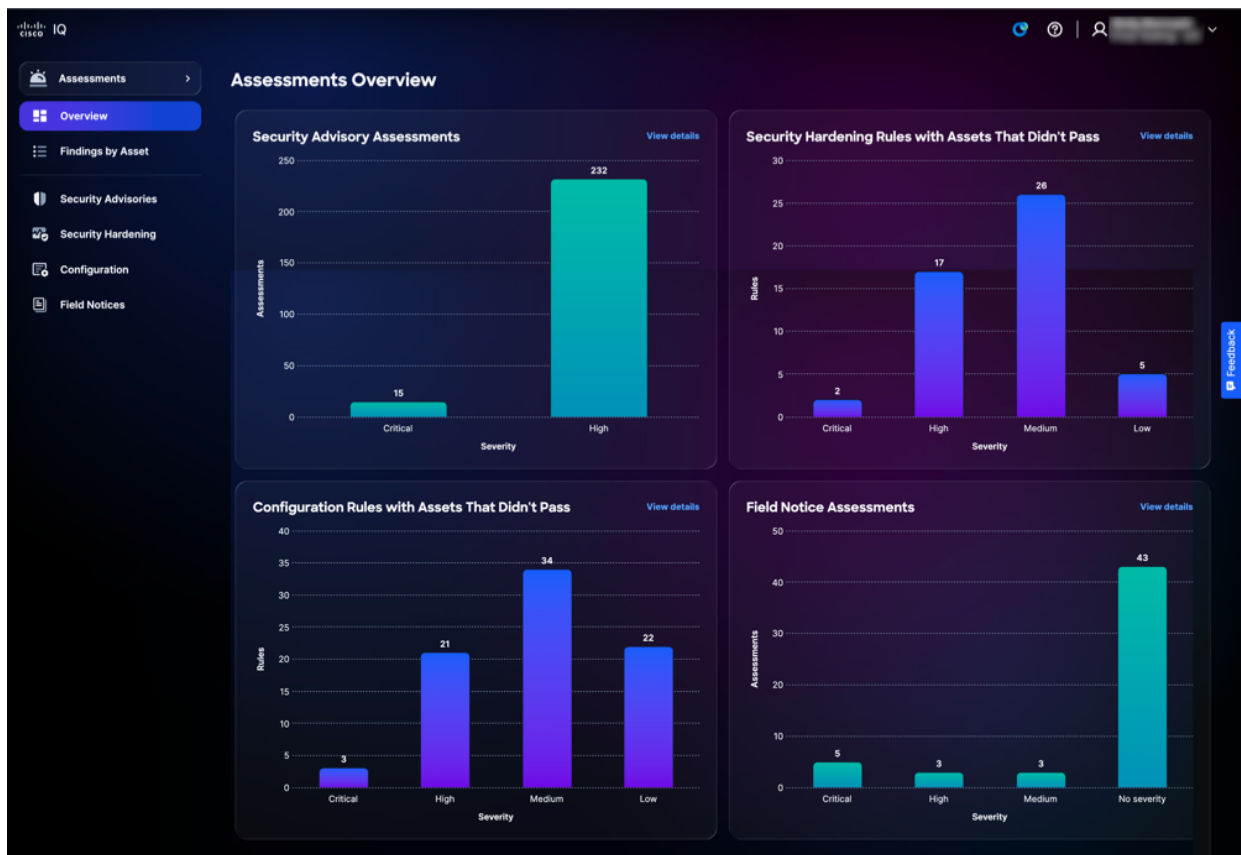 cisco IQ
Assessments
Overview
Findings by Asset
Security Advisories
Security Hardening
Configuration
Field Notices
Assessments Overview
Security Advisory Assessments
View details
250
200
150
100
50
0
Assessments
232
15
Critical
High
Severity
Security Hardening Rules with Assets That Didn't Pass
View details
30
25
20
15
10
5
0
Rules
2
17
26
5
Critical
High
Medium
Low
Severity
Configuration Rules with Assets That Didn't Pass
View details
40
35
30
25
20
15
10
5
0
Rules
3
21
34
22
Critical
High
Medium
Low
Severity
Field Notice Assessments
View details
50
40
30
20
10
0
Assessments
5
3
3
43
Critical
High
Medium
No severity
Severity
Feedback